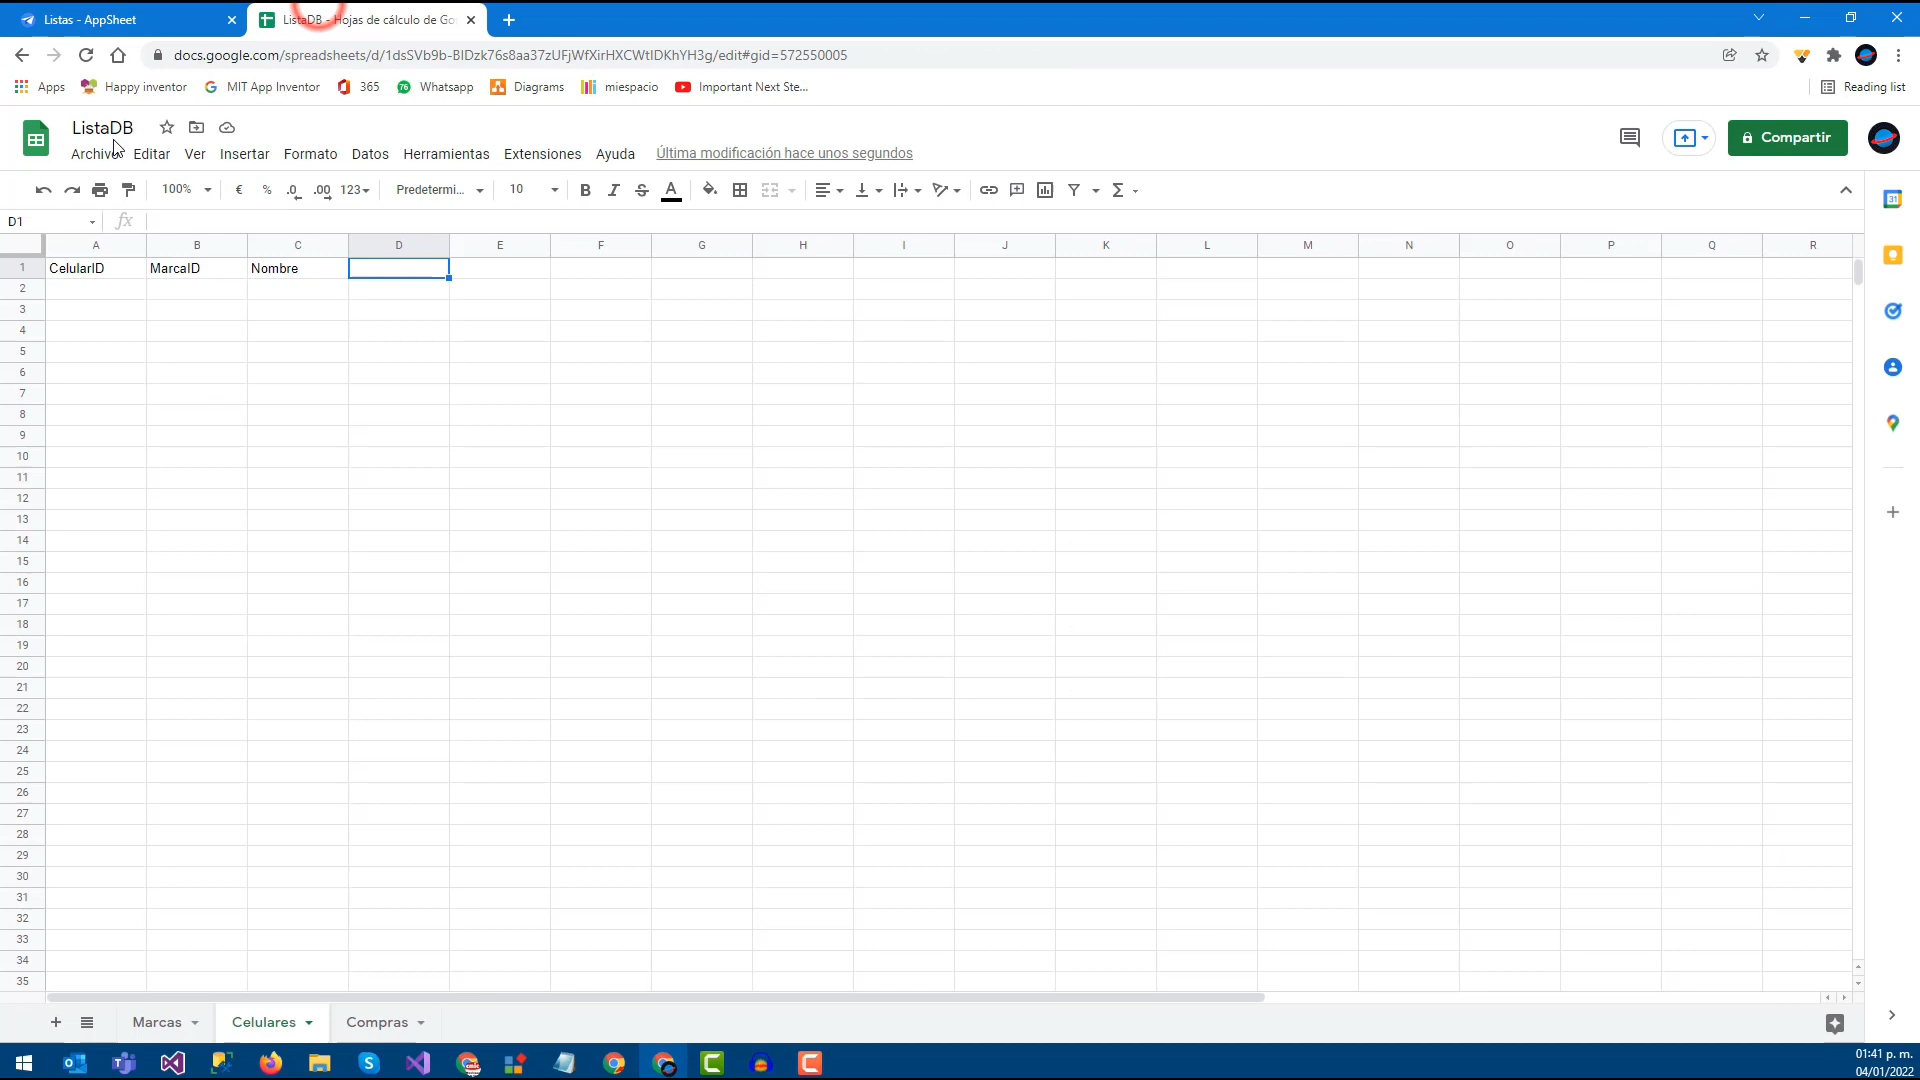 Listas - AppSheet
ListaDB - Hojas de cálculo de Go
docs.google.com/spreadsheets/d/1dsSVb9b-BIDzk76s8aa37zUFjWfXirHXCWtIDKhYH3g/edit#gid=572550005
Apps Happy inventor MIT App Inventor 365 Whatsapp Diagrams miespacio Important Next Ste... Reading list
ListaDB
Archivo Editar Ver Insertar Formato Datos Herramientas Extensiones Ayuda Última modificación hace unos segundos
Compartir
100% € % .0 .00 123 Predetermi... 10 B I S A Σ
D1 fx
A B C D E F G H I J K L M N O P Q R
1 CelularID MarcaID Nombre
2
3
4
5
6
7
8
9
10
11
12
13
14
15
16
17
18
19
20
21
22
23
24
25
26
27
28
29
30
31
32
33
34
35
Marcas Celulares Compras
01:41 p. m.
04/01/2022